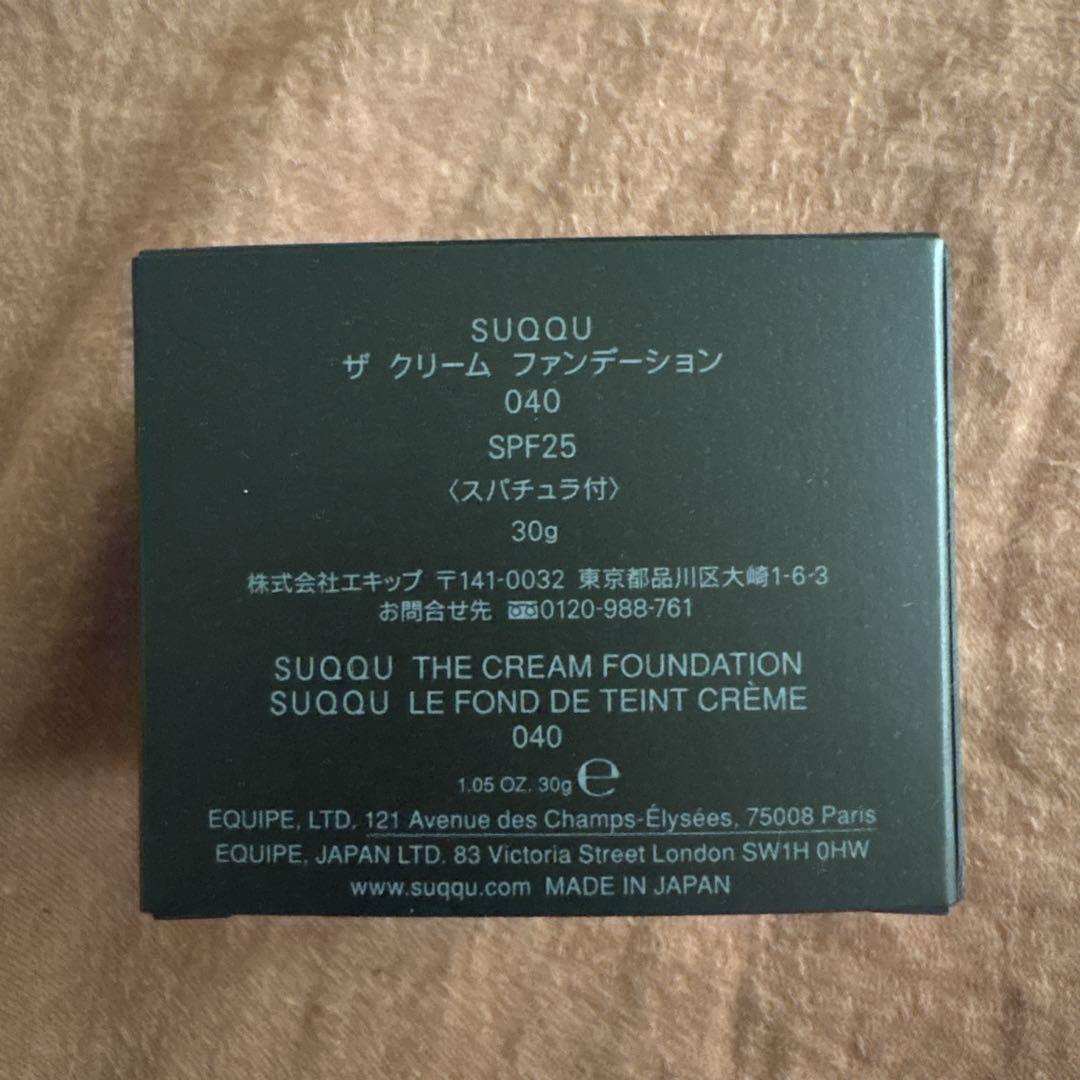 SUQQU
ザ クリーム ファンデーション
040
SPF25
〈スパチュラ付〉
30g
株式会社エキップ 〒141-0032 東京都品川区大崎1-6-3
お問合せ先 0120-988-761
SUQQU THE CREAM FOUNDATION
SUQQU LE FOND DE TEINT CRÈME
040
1.05 OZ. 30g ℮
EQUIPE, LTD. 121 Avenue des Champs-Élysées, 75008 Paris
EQUIPE, JAPAN LTD. 83 Victoria Street London SW1H 0HW
www.suqqu.com MADE IN JAPAN